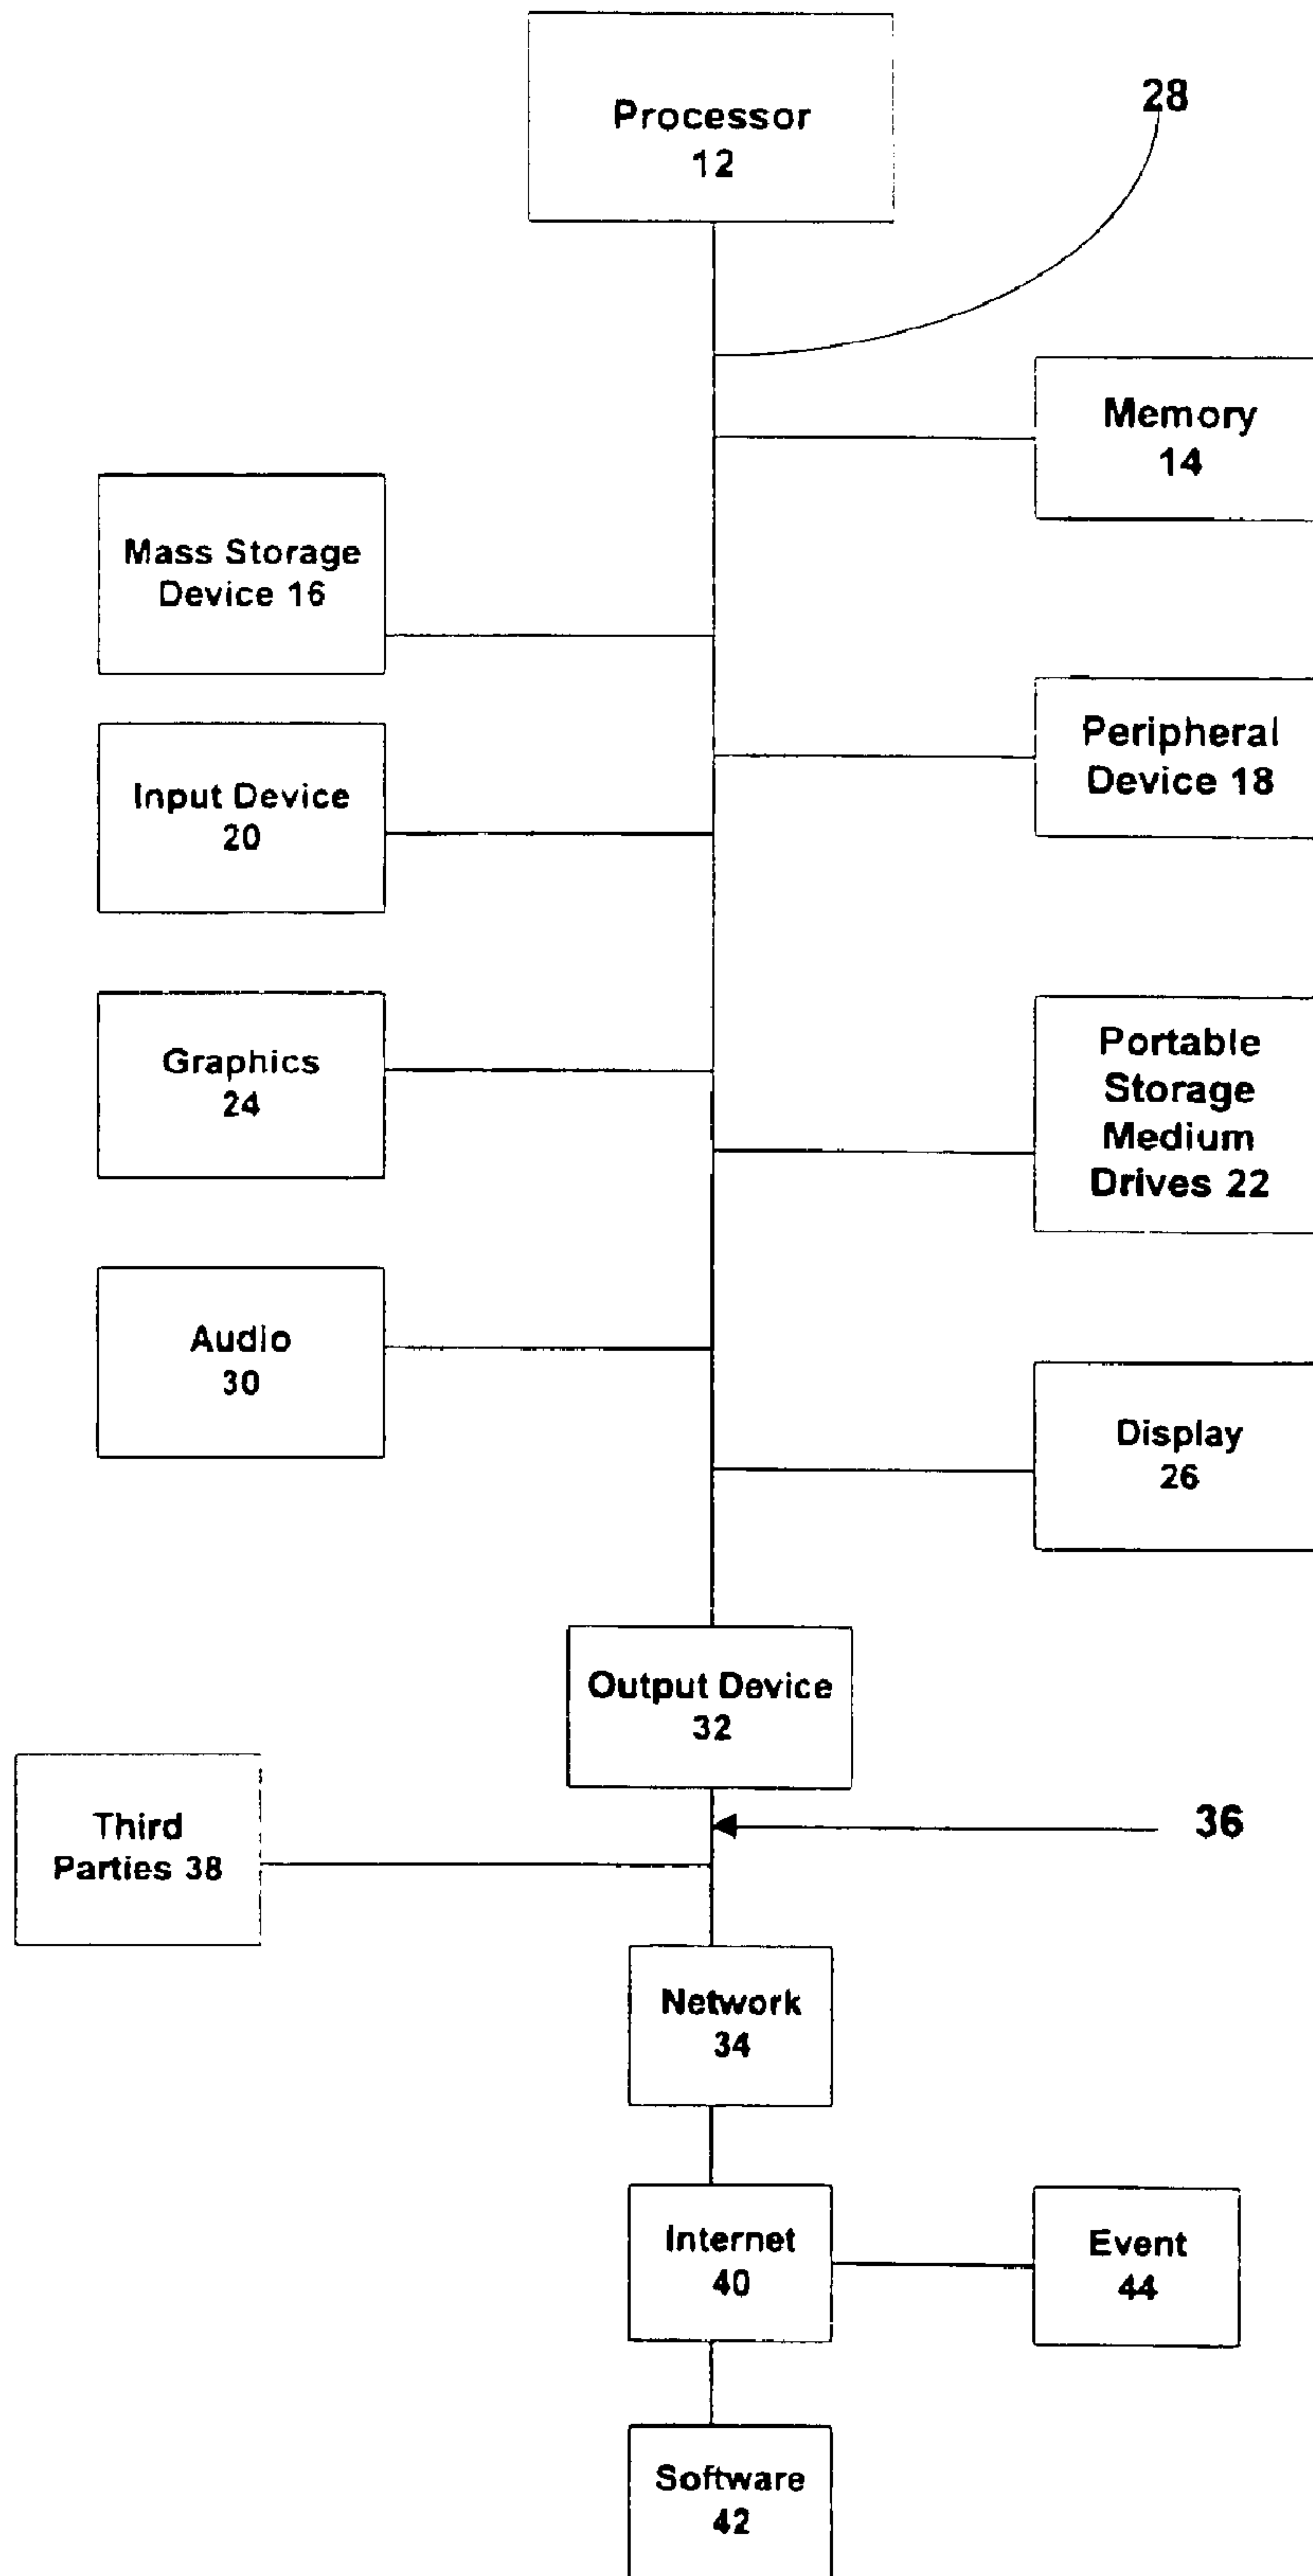 Processor
12
28
Memory
14
Mass Storage
Device 16
Peripheral
Device 18
Input Device
20
Portable
Storage
Medium
Drives 22
Graphics
24
Audio
30
Display
26
Output Device
32
Third
Parties 38
36
Network
34
Internet
40
Event
44
Software
42